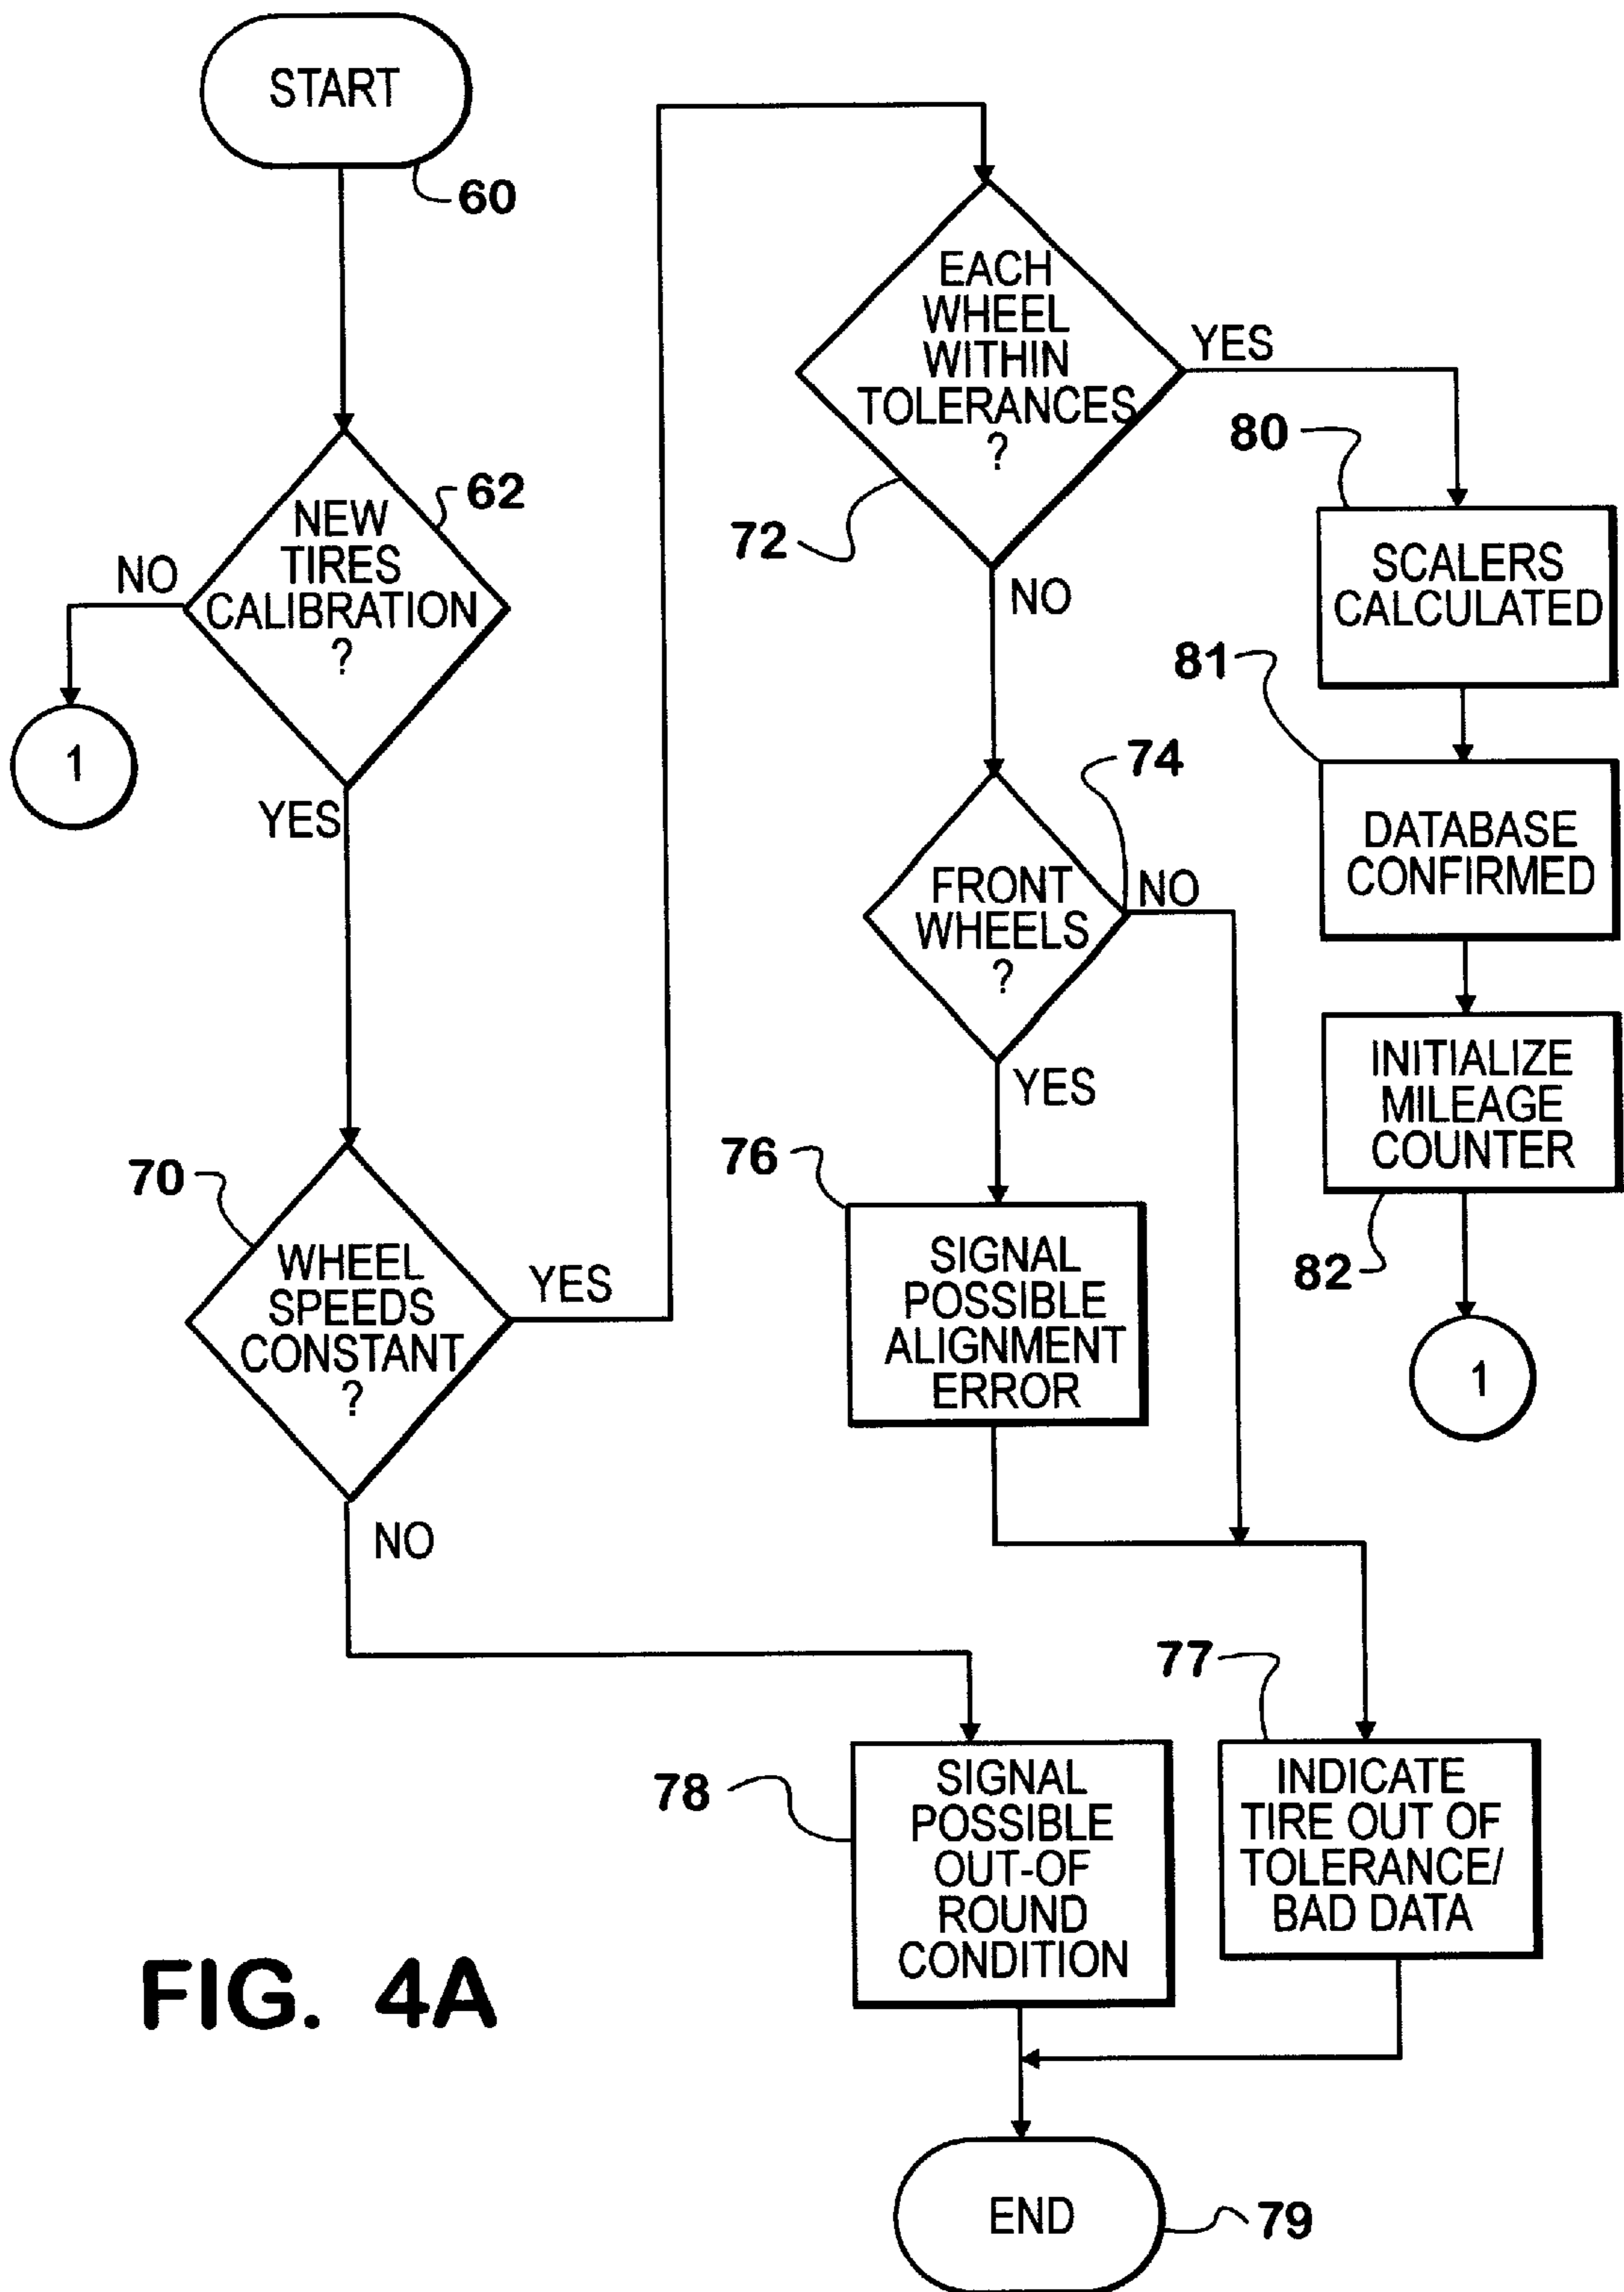 START
60
NEW
TIRES
CALIBRATION
?
62
NO
1
YES
70
WHEEL
SPEEDS
CONSTANT
?
YES
NO
EACH
WHEEL
WITHIN
TOLERANCES
?
72
YES
NO
80
SCALERS
CALCULATED
81
DATABASE
CONFIRMED
INITIALIZE
MILEAGE
COUNTER
82
1
74
FRONT
WHEELS
?
NO
YES
76
SIGNAL
POSSIBLE
ALIGNMENT
ERROR
77
INDICATE
TIRE OUT OF
TOLERANCE/
BAD DATA
78
SIGNAL
POSSIBLE
OUT-OF
ROUND
CONDITION
END
79
FIG. 4A